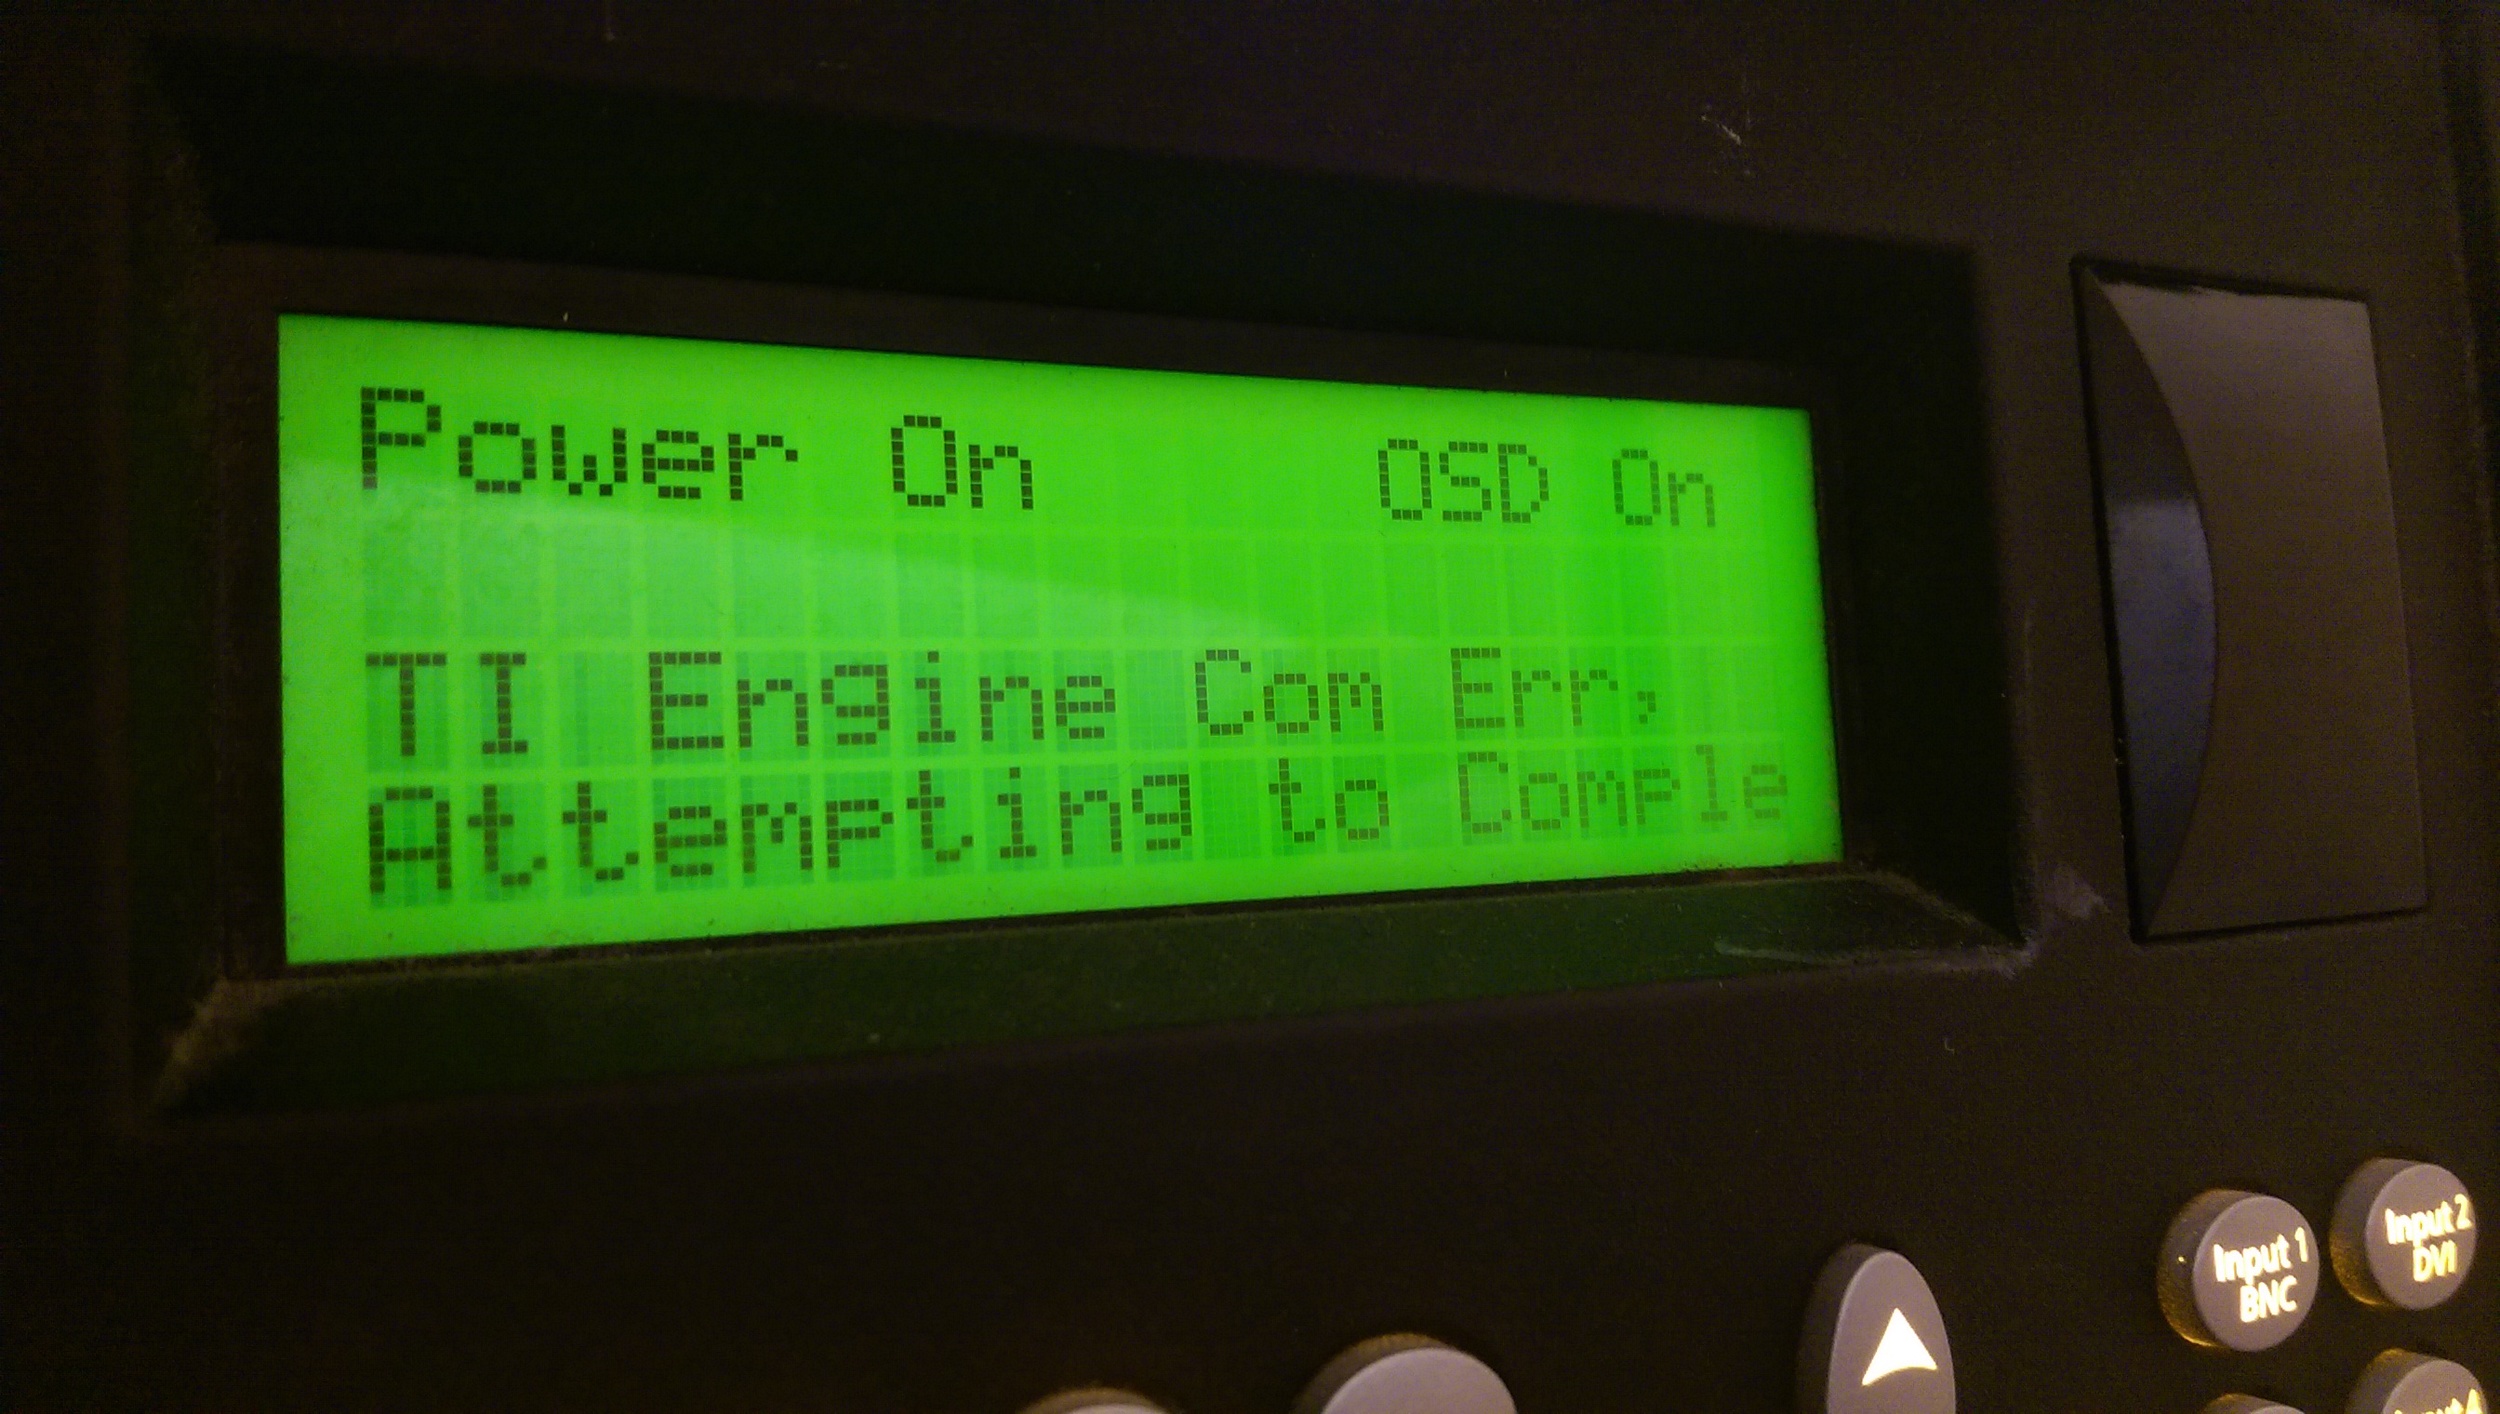 Power On OSD On
TI Engine Com Err;
Attempting to Comple
Input 1
BNC
Input 2
DVI